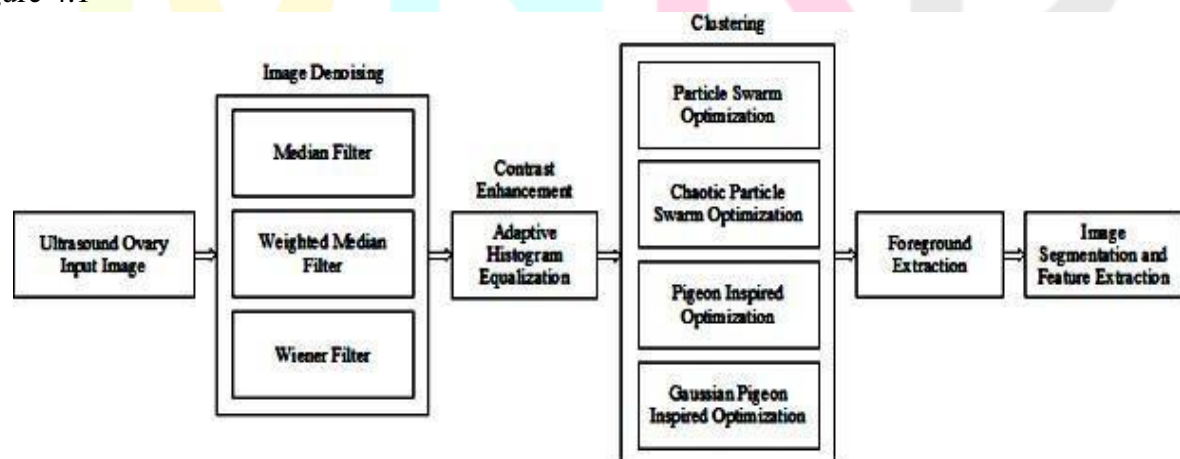 Clustering
Image Denoising
Particle Swarm
Optimization
Median Filter
Contrast
Enhancement
Chaotic Particle
Swarm Optimization
Ultrasound Ovary
Input Image
Weighted Median
Filter
Adaptive
Histogram
Equalization
Foreground
Extraction
Image
Segmentation and
Feature Extraction
Pigeon Inspired
Optimization
Wiener Filter
Gaussian Pigeon
Inspired Optimization